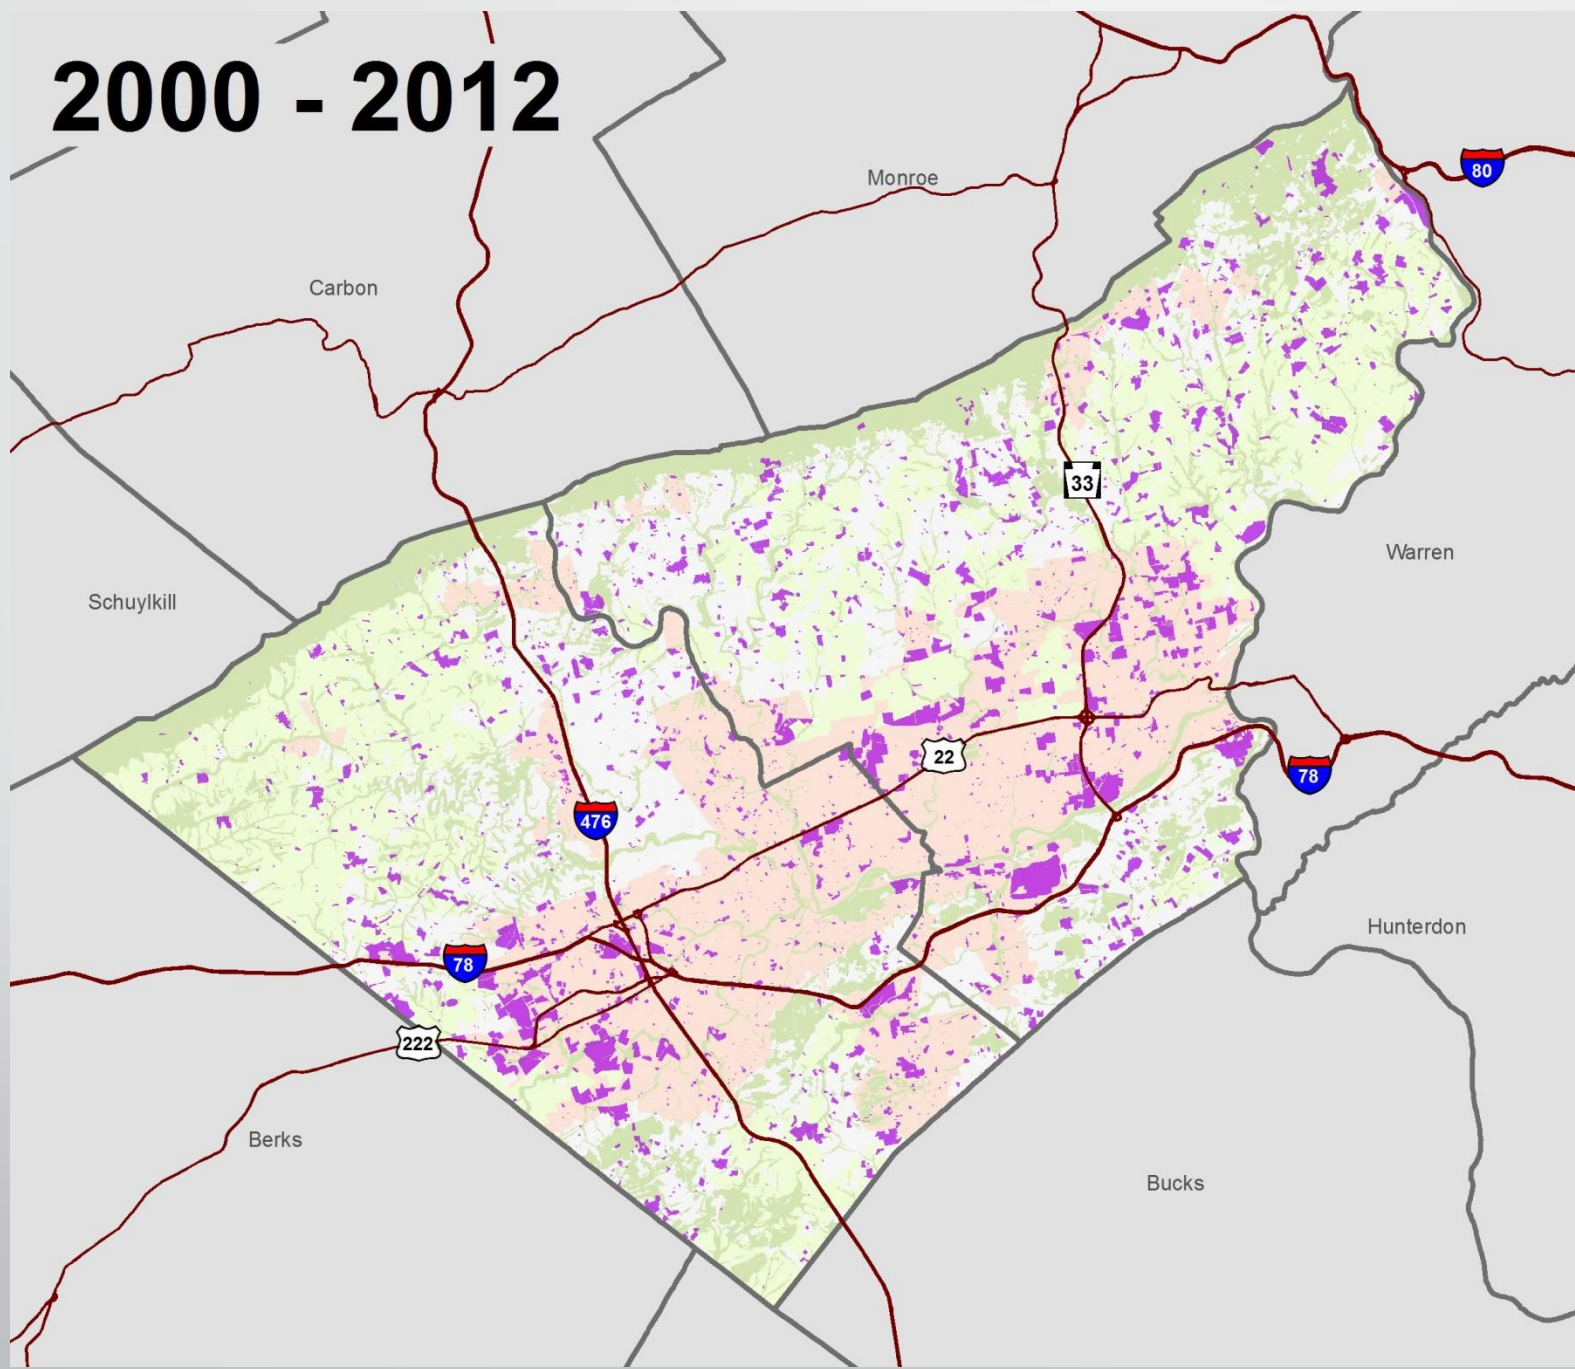 2000 - 2012
Monroe
80
Carbon
33
Warren
Schuylkill
22
78
476
Hunterdon
78
222
Berks
Bucks